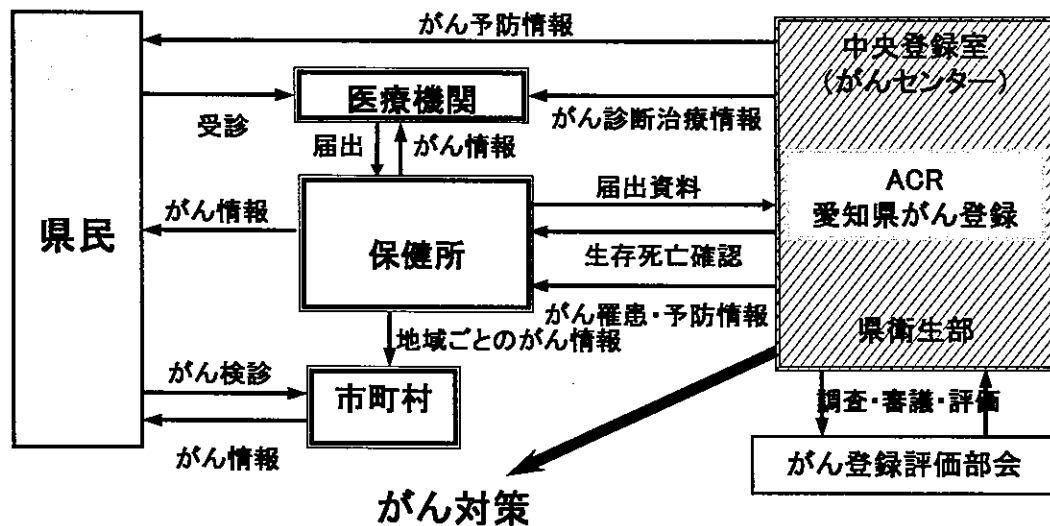 がん予防情報
中央登録室
(がんセンター)
医療機関
受診
がん診断治療情報
届出
がん情報
届出資料
ACR
愛知県がん登録
県民
がん情報
保健所
生存死亡確認
がん罹患・予防情報
県衛生部
地域ごとのがん情報
がん検診
市町村
調査・審議・評価
がん情報
がん登録評価部会
がん対策